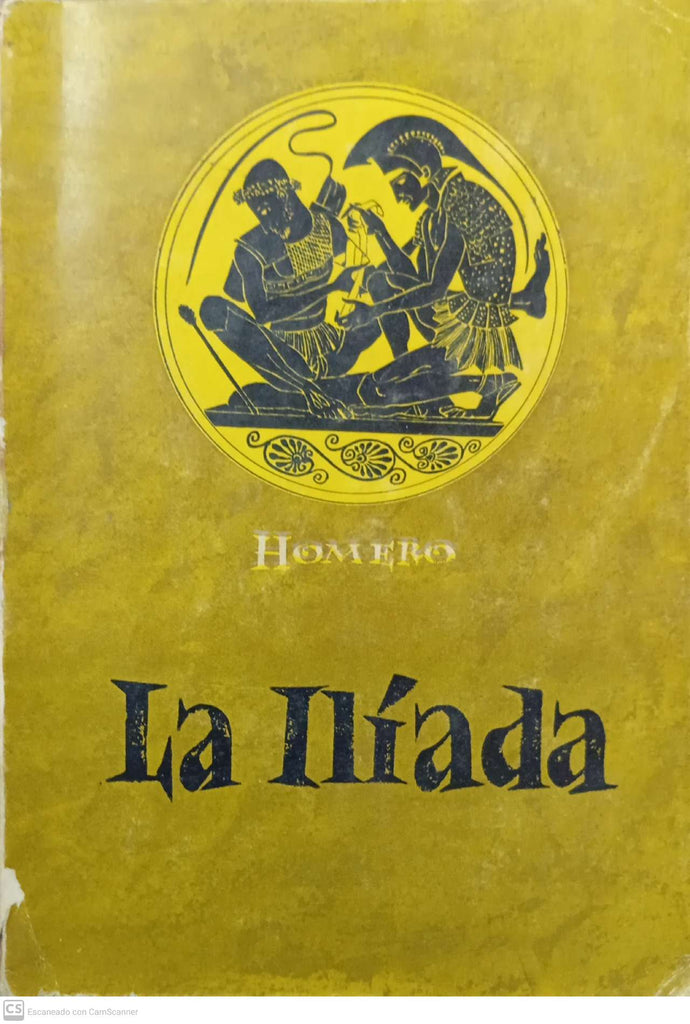 HOMERO
La Ilíada
CS Escaneado con CamScanner